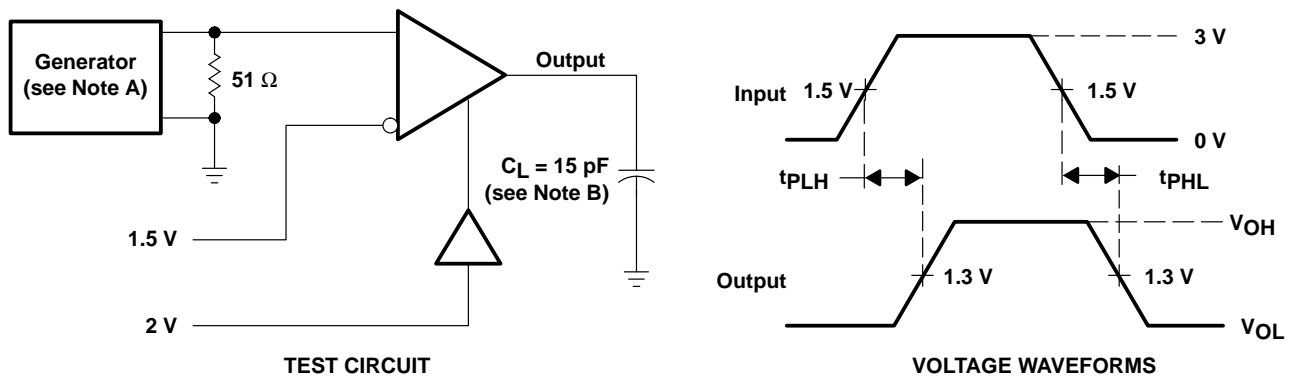 Generator
(see Note A)
51 Ω
Output
CL = 15 pF
(see Note B)
1.5 V
2 V
TEST CIRCUIT
3 V
Input
1.5 V
1.5 V
0 V
tPLH
tPHL
VOH
Output
1.3 V
1.3 V
VOL
VOLTAGE WAVEFORMS